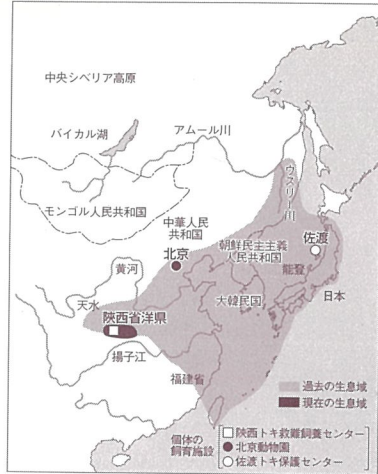 中央シベリア高原
バイカル湖
アムール川
モンゴル人民共和国
ウスリー川
中華人民
共和国
朝鮮民主主義
人民共和国
佐渡
北京
能登
黄河
天水
大韓民国
日本
陝西省洋県
揚子江
福建省
過去の生息域
現在の生息域
個体の
飼育施設
陝西トキ救難飼養センター
北京動物園
佐渡トキ保護センター